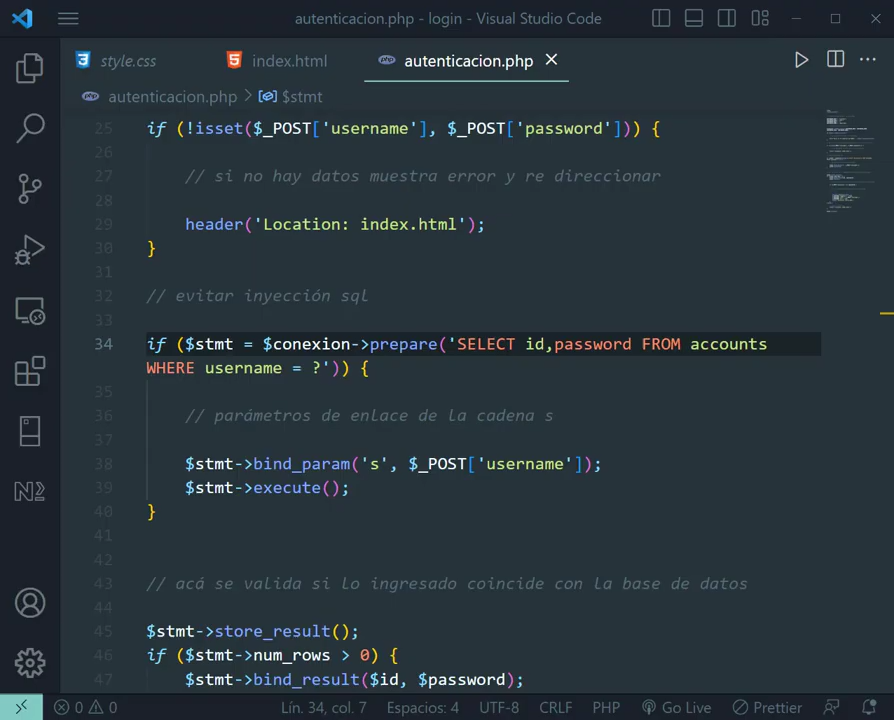 autenticacion.php - login - Visual Studio Code
style.css index.html autenticacion.php
autenticacion.php > $stmt
25 if (!isset($_POST['username'], $_POST['password'])) {
26
27 // si no hay datos muestra error y re direccionar
28
29 header('Location: index.html');
30 }
31
32 // evitar inyección sql
33
34 if ($stmt = $conexion->prepare('SELECT id,password FROM accounts
WHERE username = ?')) {
35
36 // parámetros de enlace de la cadena s
37
38 $stmt->bind_param('s', $_POST['username']);
39 $stmt->execute();
40 }
41
42
43 // acá se valida si lo ingresado coincide con la base de datos
44
45 $stmt->store_result();
46 if ($stmt->num_rows > 0) {
47 $stmt->bind_result($id, $password);
0 0 Lín. 34, col. 7 Espacios: 4 UTF-8 CRLF PHP Go Live Prettier